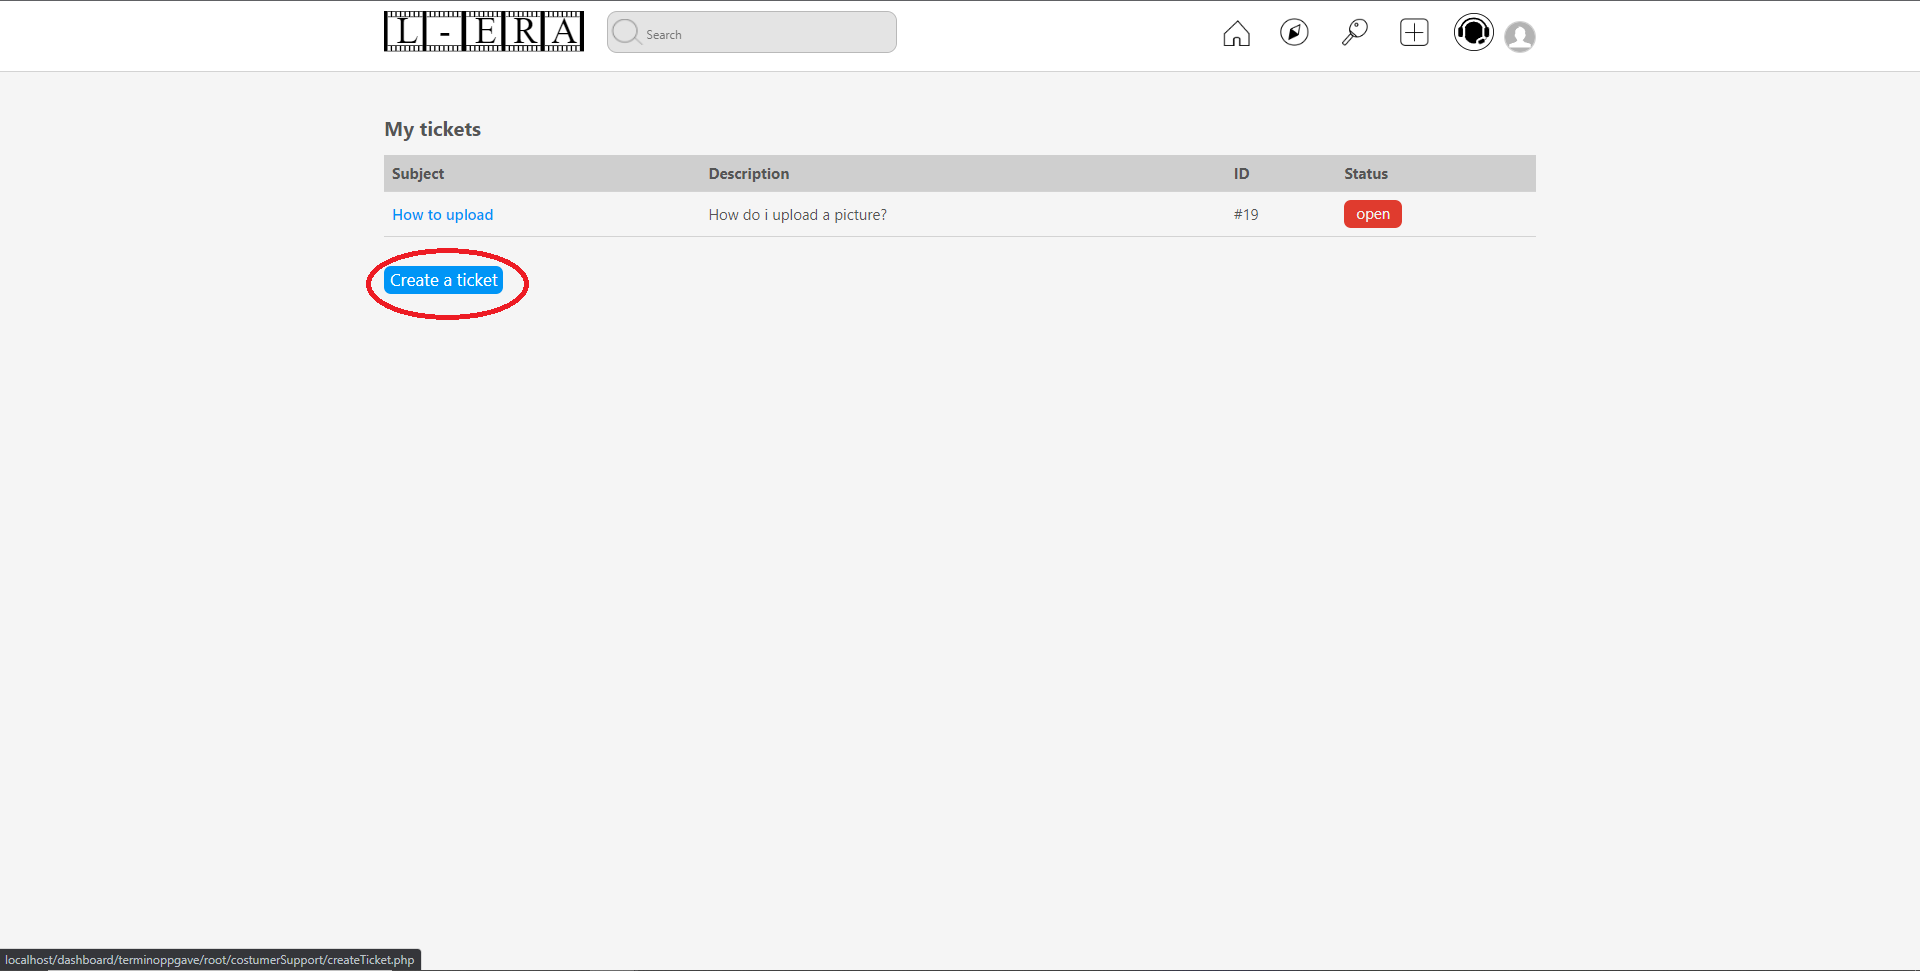 L-ERA
Search
My tickets
Subject Description ID Status
How to upload How do i upload a picture? #19 open
Create a ticket
localhost/dashboard/terminoppgave/root/costumerSupport/createTicket.php